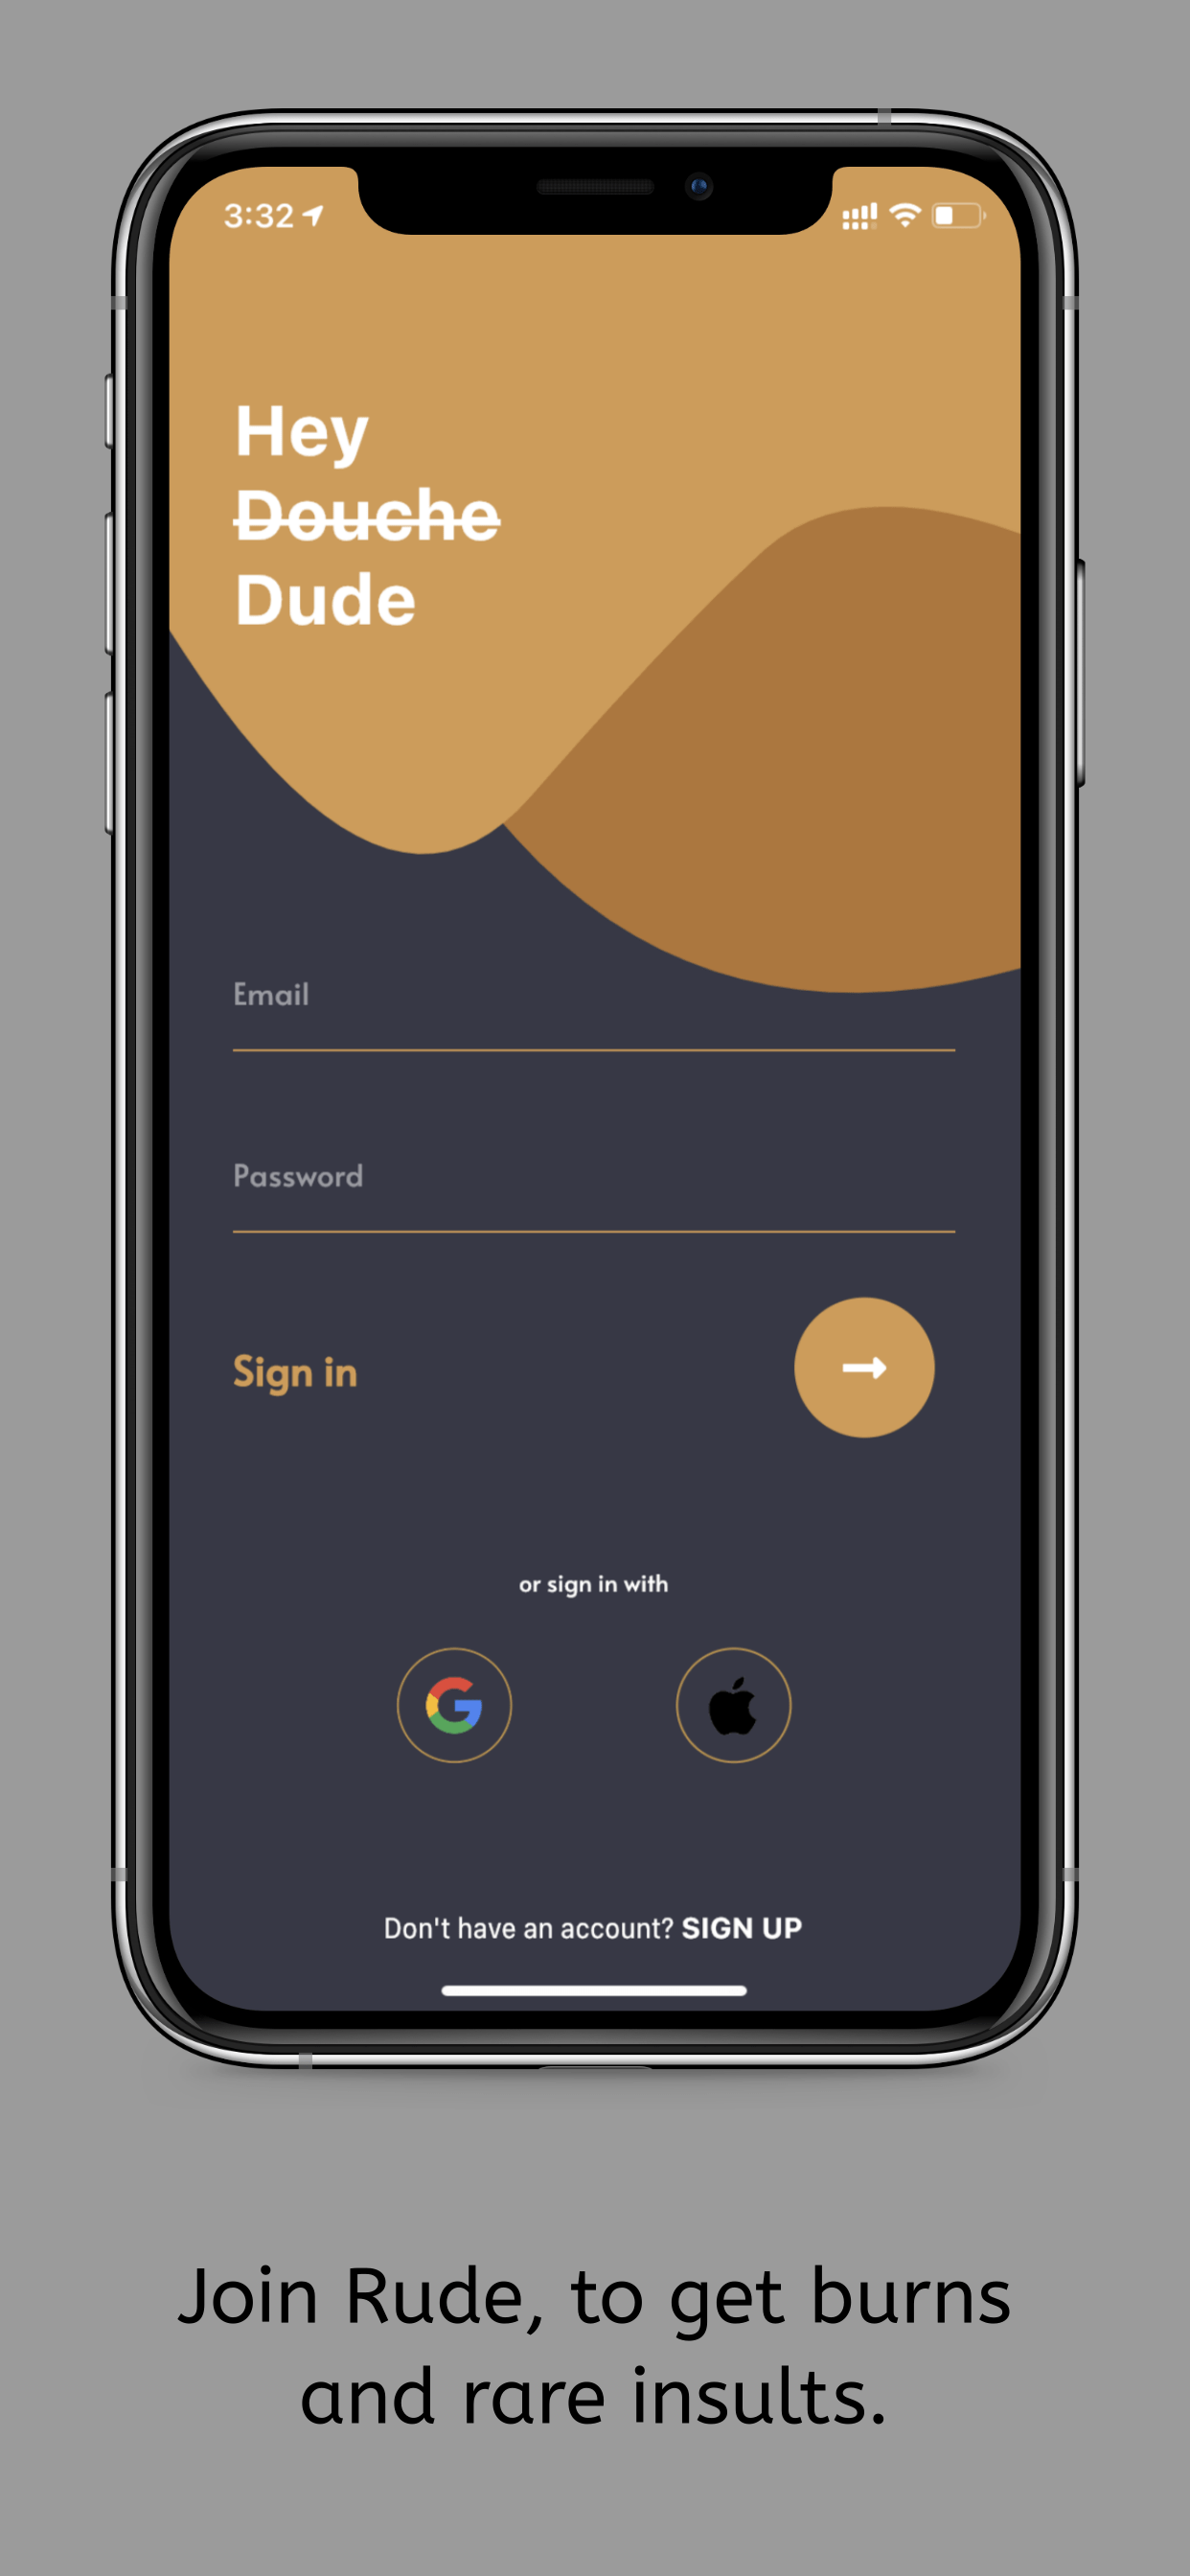 3:32
Hey
Douche
Dude
Email
Password
Sign in
or sign in with
Don't have an account? SIGN UP
Join Rude, to get burns
and rare insults.